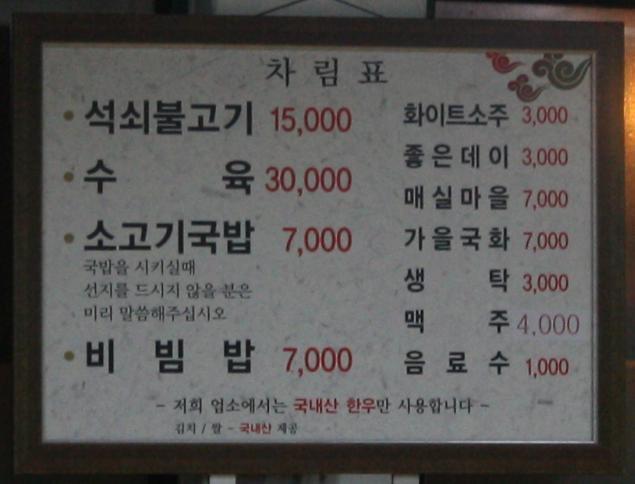 차림표
석쇠불고기 15,000
수육 30,000
소고기국밥 7,000
국밥을 시키실때
선지를 드시지 않을 분은
미리 말씀해주십시오
비빔밥 7,000
화이트소주 3,000
좋은데이 3,000
매실마을 7,000
가을국화 7,000
생탁 3,000
맥주 4,000
음료수 1,000
- 저희 업소에서는 국내산 한우만 사용합니다 -
김치 / 쌀 - 국내산 제공